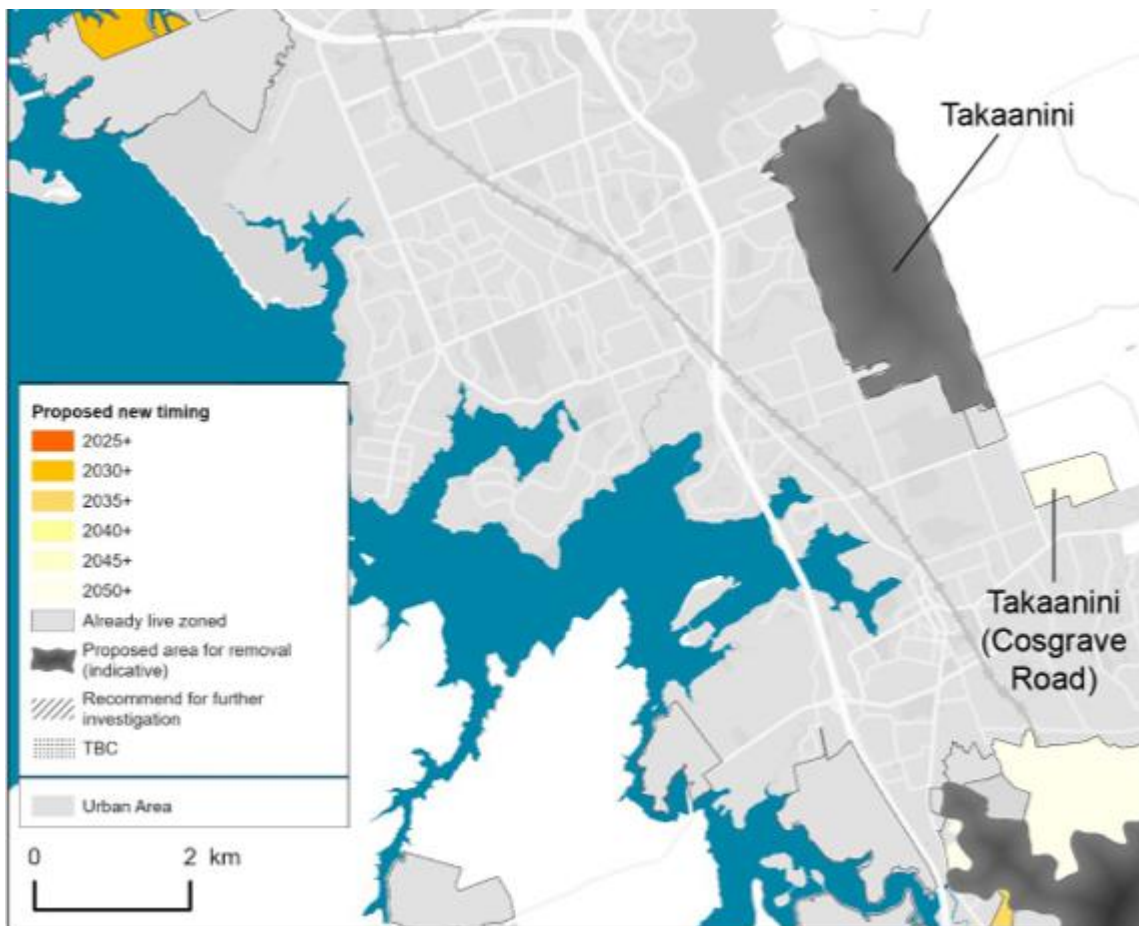 Takaanini
Proposed new timing
2025+
2030+
2035+
2040+
2045+
2050+
Already live zoned
Proposed area for removal
(indicative)
Recommend for further
investigation
TBC
Urban Area
0 2 km
Takaanini
(Cosgrave
Road)